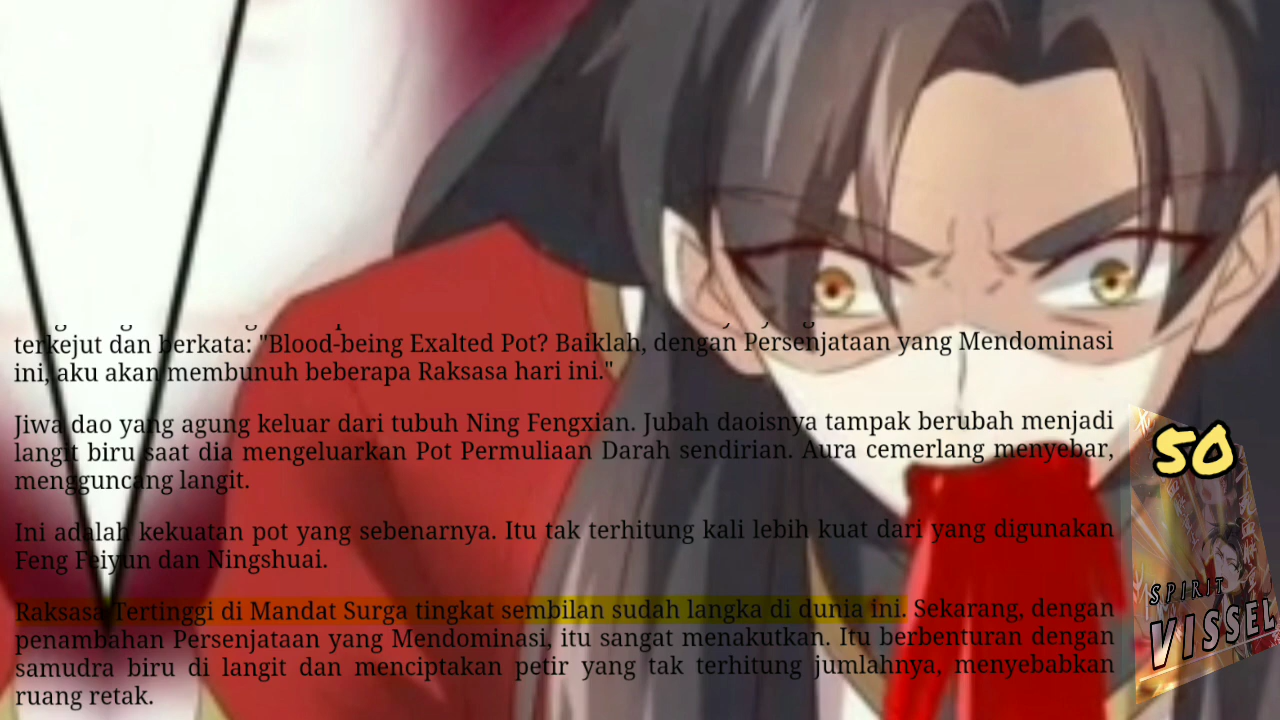 terkejut dan berkata: "Blood-being Exalted Pot? Baiklah, dengan Persenjataan yang Mendominasi
ini, aku akan membunuh beberapa Raksasa hari ini."
Jiwa dao yang agung keluar dari tubuh Ning Fengxian. Jubah daoisnya tampak berubah menjadi
langit biru saat dia mengeluarkan Pot Permuliaan Darah sendirian. Aura cemerlang menyebar,
mengguncang langit.
Ini adalah kekuatan pot yang sebenarnya. Itu tak terhitung kali lebih kuat dari yang digunakan
Feng Feiyun dan Ningshuai.
Raksasa Tertinggi di Mandat Surga tingkat sembilan sudah langka di dunia ini. Sekarang, dengan
penambahan Persenjataan yang Mendominasi, itu sangat menakutkan. Itu berbenturan dengan
samudra biru di langit dan menciptakan petir yang tak terhitung jumlahnya, menyebabkan
ruang retak.
50
SPIRIT
VISSEL